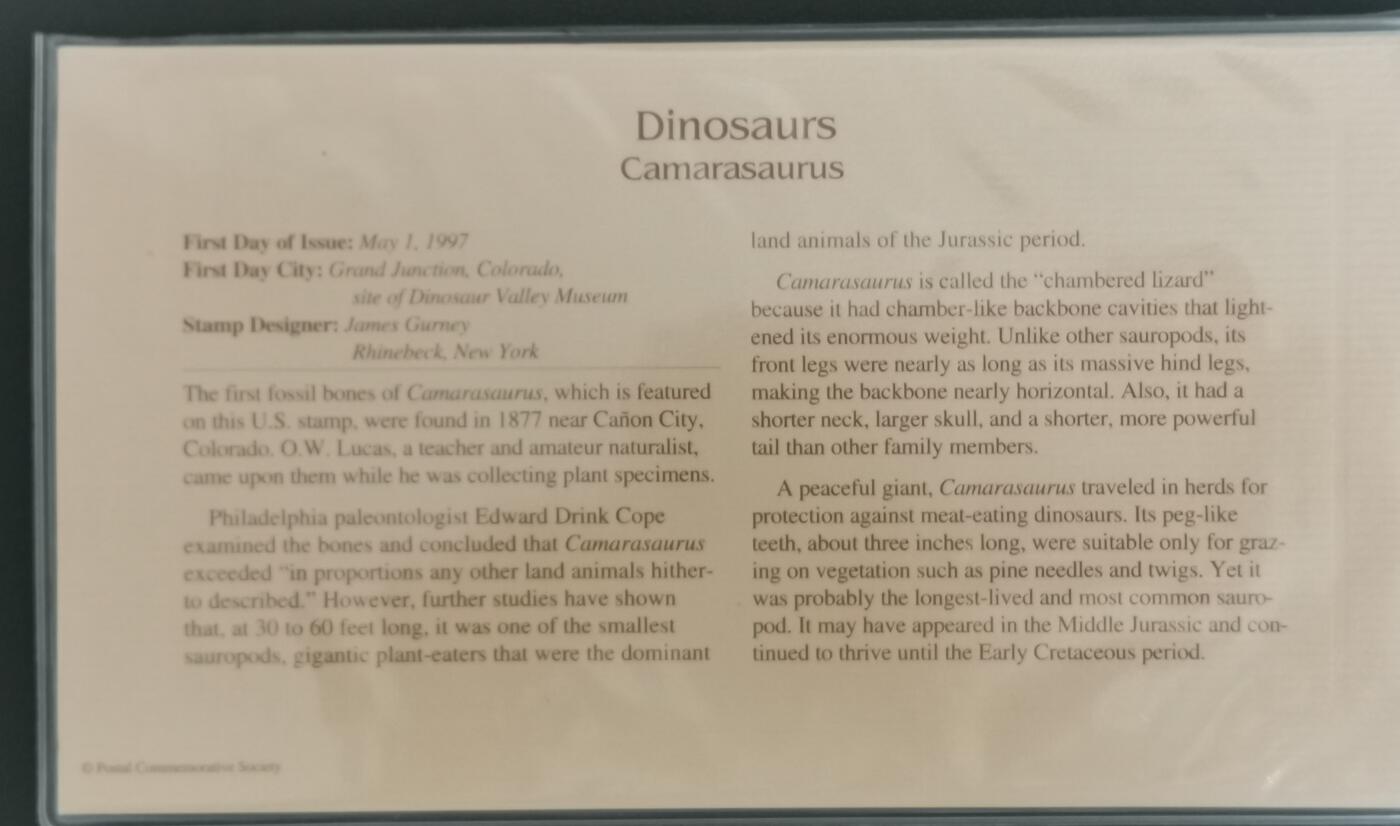 Dinosaurs
Camarasaurus
First Day of Issue: May 1, 1997
First Day City: Grand Junction, Colorado,
site of Dinosaur Valley Museum
Stamp Designer: James Gurney
Rhinebeck, New York
The first fossil bones of Camarasaurus, which is featured
on this U.S. stamp, were found in 1877 near Cañon City,
Colorado. O.W. Lucas, a teacher and amateur naturalist,
came upon them while he was collecting plant specimens.
Philadelphia paleontologist Edward Drink Cope
examined the bones and concluded that Camarasaurus
exceeded “in proportions any other land animals hither-
to described.” However, further studies have shown
that, at 30 to 60 feet long, it was one of the smallest
sauropods, gigantic plant-eaters that were the dominant
land animals of the Jurassic period.
Camarasaurus is called the “chambered lizard”
because it had chamber-like backbone cavities that light-
ened its enormous weight. Unlike other sauropods, its
front legs were nearly as long as its massive hind legs,
making the backbone nearly horizontal. Also, it had a
shorter neck, larger skull, and a shorter, more powerful
tail than other family members.
A peaceful giant, Camarasaurus traveled in herds for
protection against meat-eating dinosaurs. Its peg-like
teeth, about three inches long, were suitable only for graz-
ing on vegetation such as pine needles and twigs. Yet it
was probably the longest-lived and most common sauro-
pod. It may have appeared in the Middle Jurassic and con-
tinued to thrive until the Early Cretaceous period.
© Postal Commemorative Society